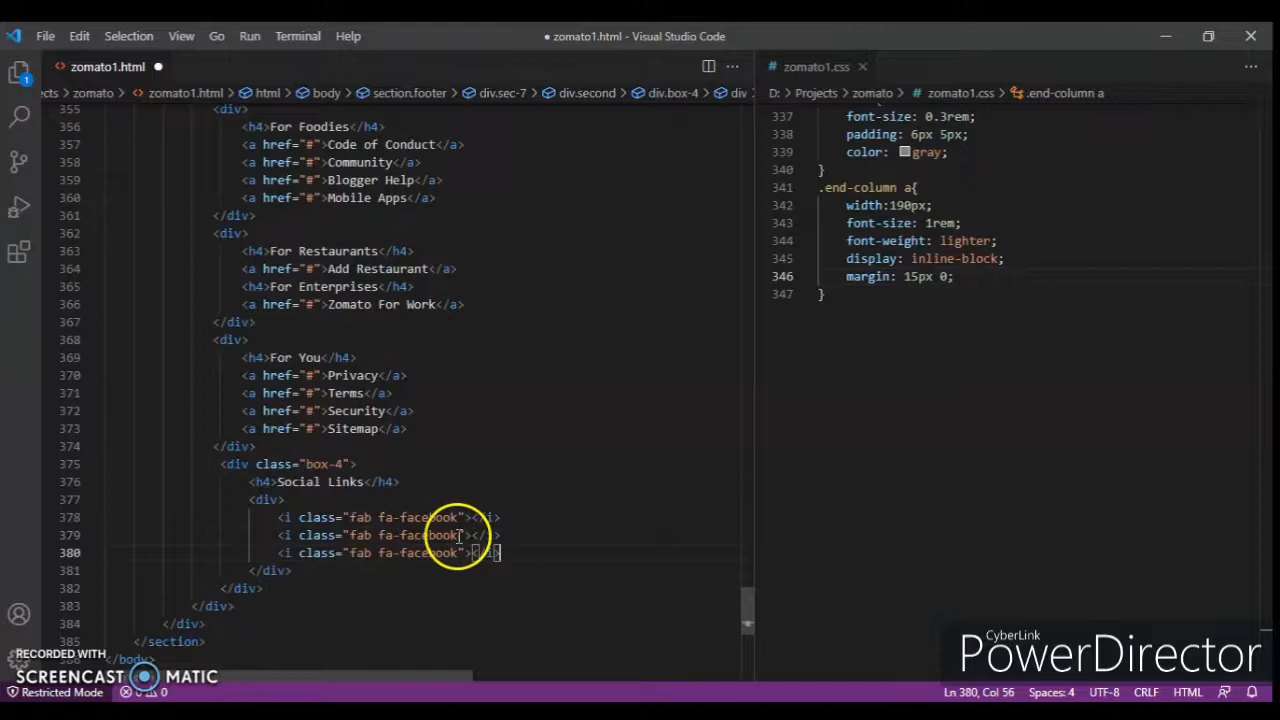 File Edit Selection View Go Run Terminal Help
● zomato1.html - Visual Studio Code
<> zomato1.html ●
# zomato1.css ×
cts > zomato > <> zomato1.html > html > body > section.footer > div.sec-7 > div.second > div.box-4 > div
D: > Projects > zomato > # zomato1.css > .end-column a
1
355 <div>
356 <h4>For Foodies</h4>
357 <a href="#">Code of Conduct</a>
358 <a href="#">Community</a>
359 <a href="#">Blogger Help</a>
360 <a href="#">Mobile Apps</a>
361 </div>
362 <div>
363 <h4>For Restaurants</h4>
364 <a href="#">Add Restaurant</a>
365 <h4>For Enterprises</h4>
366 <a href="#">Zomato For Work</a>
367 </div>
368 <div>
369 <h4>For You</h4>
370 <a href="#">Privacy</a>
371 <a href="#">Terms</a>
372 <a href="#">Security</a>
373 <a href="#">Sitemap</a>
374 </div>
375 <div class="box-4">
376 <h4>Social Links</h4>
377 <div>
378 <i class="fab fa-facebook"></i>
379 <i class="fab fa-facebook"></i>
380 <i class="fab fa-facebook"></i>
381 </div>
382 </div>
383 </div>
384 </div>
385 </section>
</body>
337 font-size: 0.3rem;
338 padding: 6px 5px;
339 color: gray;
340 }
341 .end-column a{
342 width:190px;
343 font-size: 1rem;
344 font-weight: lighter;
345 display: inline-block;
346 margin: 15px 0;
347 }
RECORDED WITH
SCREENCAST MATIC
CyberLink
PowerDirector
Restricted Mode 0 0
Ln 380, Col 56 Spaces: 4 UTF-8 CRLF HTML